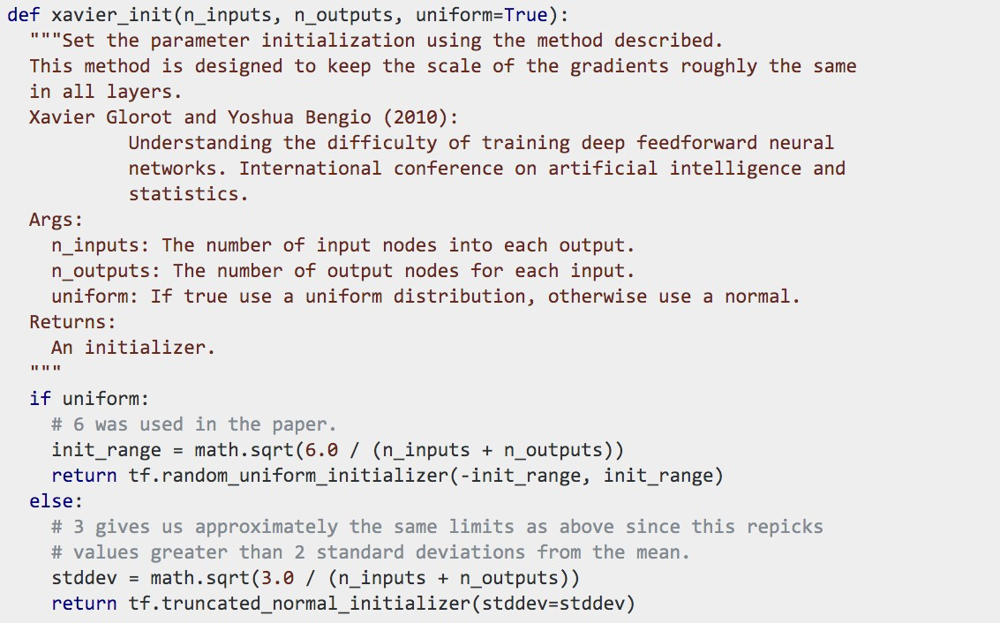 def xavier_init(n_inputs, n_outputs, uniform=True):
  """Set the parameter initialization using the method described.
  This method is designed to keep the scale of the gradients roughly the same
  in all layers.
  Xavier Glorot and Yoshua Bengio (2010):
           Understanding the difficulty of training deep feedforward neural
           networks. International conference on artificial intelligence and
           statistics.
  Args:
    n_inputs: The number of input nodes into each output.
    n_outputs: The number of output nodes for each input.
    uniform: If true use a uniform distribution, otherwise use a normal.
  Returns:
    An initializer.
  """
  if uniform:
    # 6 was used in the paper.
    init_range = math.sqrt(6.0 / (n_inputs + n_outputs))
    return tf.random_uniform_initializer(-init_range, init_range)
  else:
    # 3 gives us approximately the same limits as above since this repicks
    # values greater than 2 standard deviations from the mean.
    stddev = math.sqrt(3.0 / (n_inputs + n_outputs))
    return tf.truncated_normal_initializer(stddev=stddev)